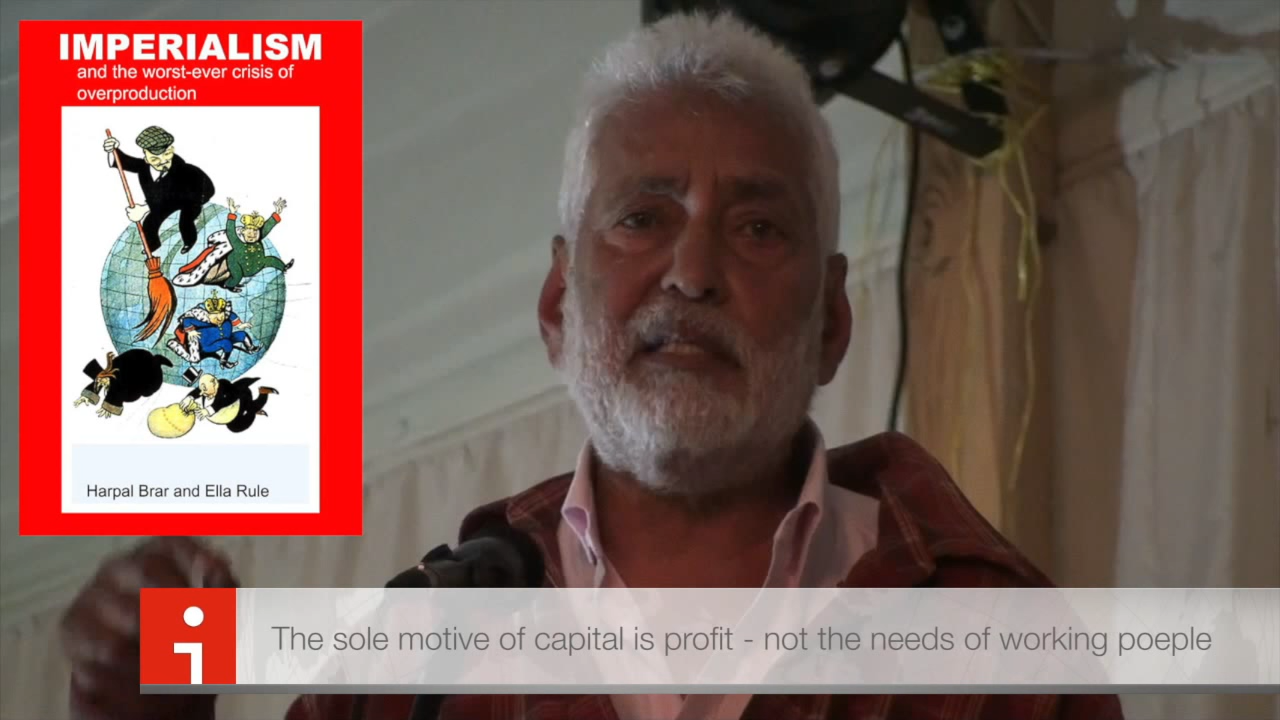 IMPERIALISM
and the worst-ever crisis of
overproduction
Harpal Brar and Ella Rule
The sole motive of capital is profit - not the needs of working poeple